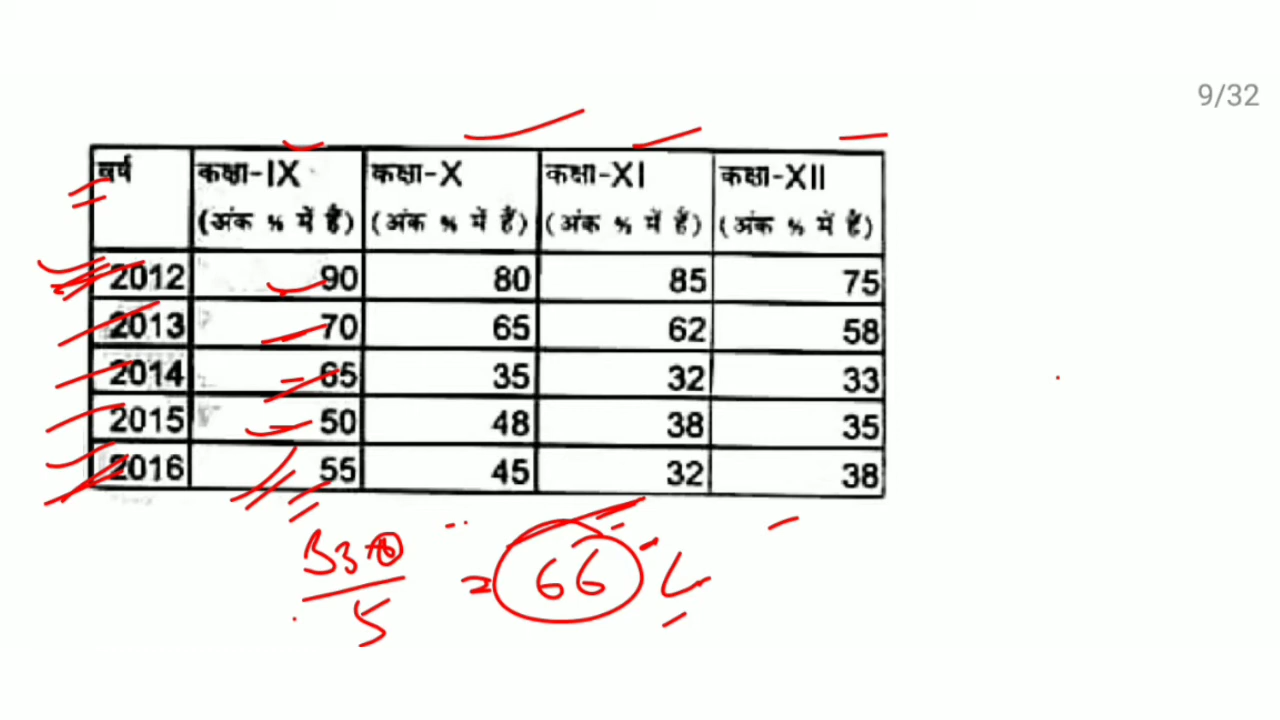 9/32
वर्ष कक्षा-IX कक्षा-X कक्षा-XI कक्षा-XII
(अंक % में है) (अंक % में है) (अंक % में है) (अंक % में है)
2012 90 80 85 75
2013 70 65 62 58
2014 65 35 32 33
2015 50 48 38 35
2016 55 45 32 38
330
= 66
5